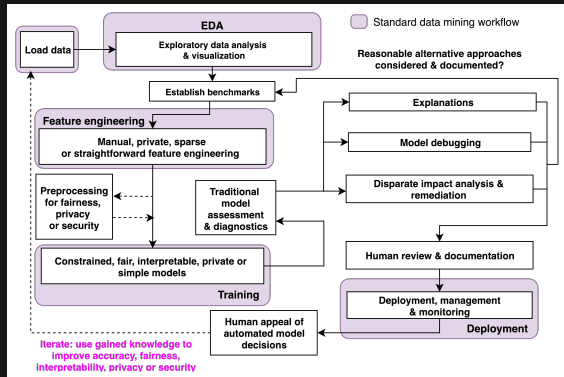 EDA
Standard data mining workflow
Load data
Exploratory data analysis
& visualization
Reasonable alternative approaches
considered & documented?
Establish benchmarks
Explanations
Feature engineering
Manual, private, sparse
or straightforward feature engineering
Model debugging
Preprocessing
for fairness,
privacy
or security
Traditional
model
assessment
& diagnostics
Disparate impact analysis &
remediation
Constrained, fair, interpretable, private or
simple models
Training
Human review & documentation
Deployment, management
& monitoring
Deployment
Human appeal of
automated model
decisions
Iterate: use gained knowledge to
improve accuracy, fairness,
interpretability, privacy or security